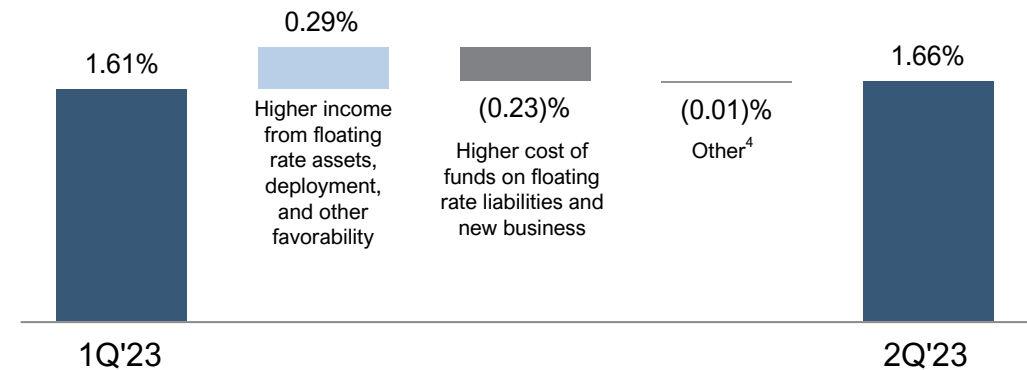 1.61%
0.29%
Higher income
from floating
rate assets,
deployment,
and other
favorability
(0.23)%
Higher cost of
funds on floating
rate liabilities and
new business
(0.01)%
Other⁴
1.66%
1Q'23
2Q'23